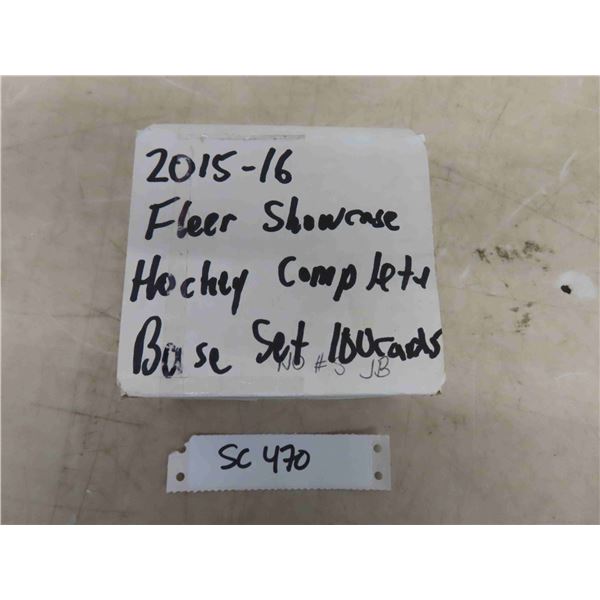 2015-16
Fleer Showcase
Hockey Complete
Base Set 100 cards
NO #5 JB
SC 470